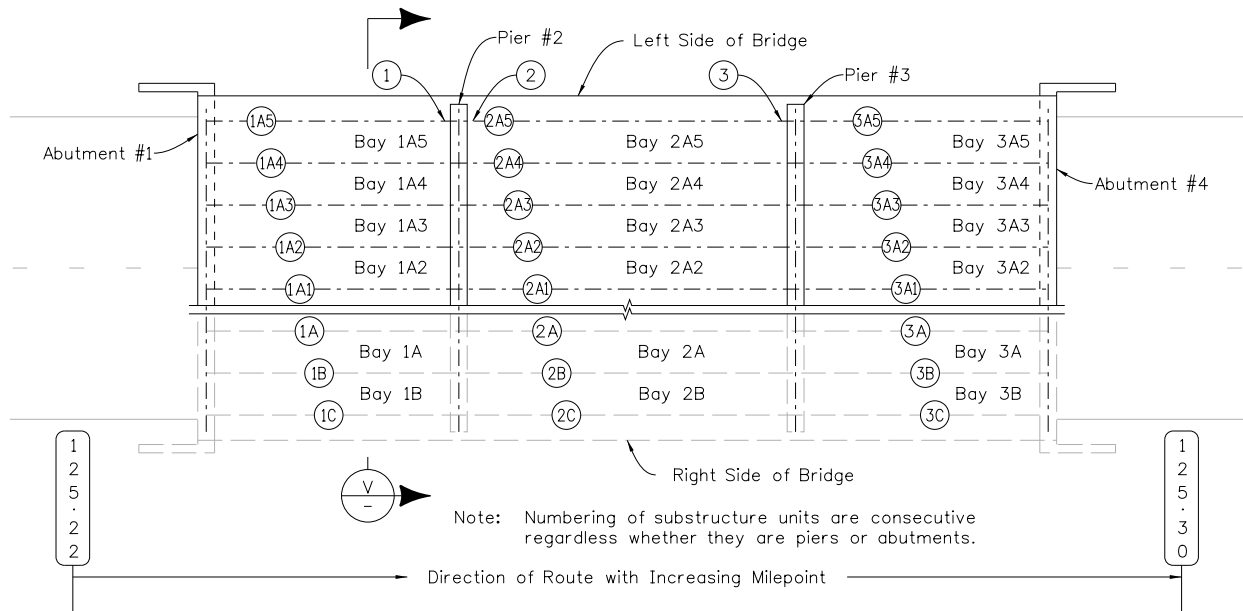 Pier #2
Left Side of Bridge
1
2
3
Pier #3
1A5
2A5
3A5
Abutment #1
Bay 1A5
Bay 2A5
Bay 3A5
1A4
2A4
3A4
Bay 1A4
Bay 2A4
Bay 3A4
Abutment #4
1A3
2A3
3A3
Bay 1A3
Bay 2A3
Bay 3A3
1A2
2A2
3A2
Bay 1A2
Bay 2A2
Bay 3A2
1A1
2A1
3A1
1A
2A
3A
Bay 1A
Bay 2A
Bay 3A
1B
2B
3B
Bay 1B
Bay 2B
Bay 3B
1C
2C
3C
125.22
125.30
Right Side of Bridge
V
–
Note: Numbering of substructure units are consecutive
regardless whether they are piers or abutments.
Direction of Route with Increasing Milepoint